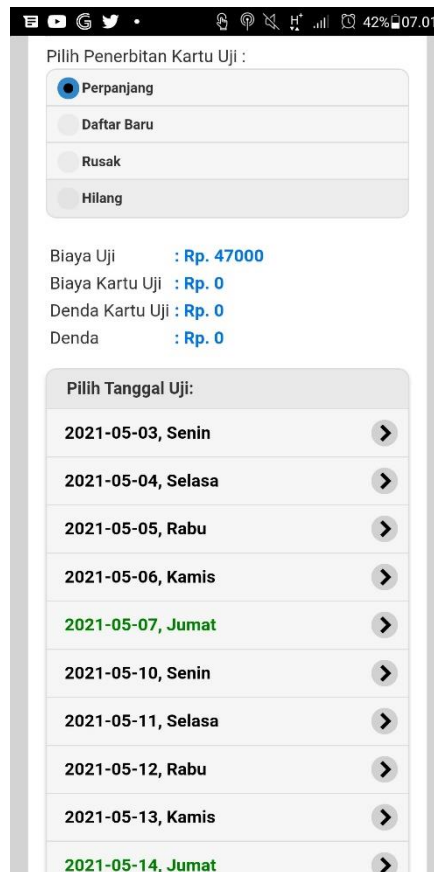 42% 07.01
Pilih Penerbitan Kartu Uji :
Perpanjang
Daftar Baru
Rusak
Hilang
Biaya Uji : Rp. 47000
Biaya Kartu Uji : Rp. 0
Denda Kartu Uji : Rp. 0
Denda : Rp. 0
Pilih Tanggal Uji:
2021-05-03, Senin
2021-05-04, Selasa
2021-05-05, Rabu
2021-05-06, Kamis
2021-05-07, Jumat
2021-05-10, Senin
2021-05-11, Selasa
2021-05-12, Rabu
2021-05-13, Kamis
2021-05-14, Jumat